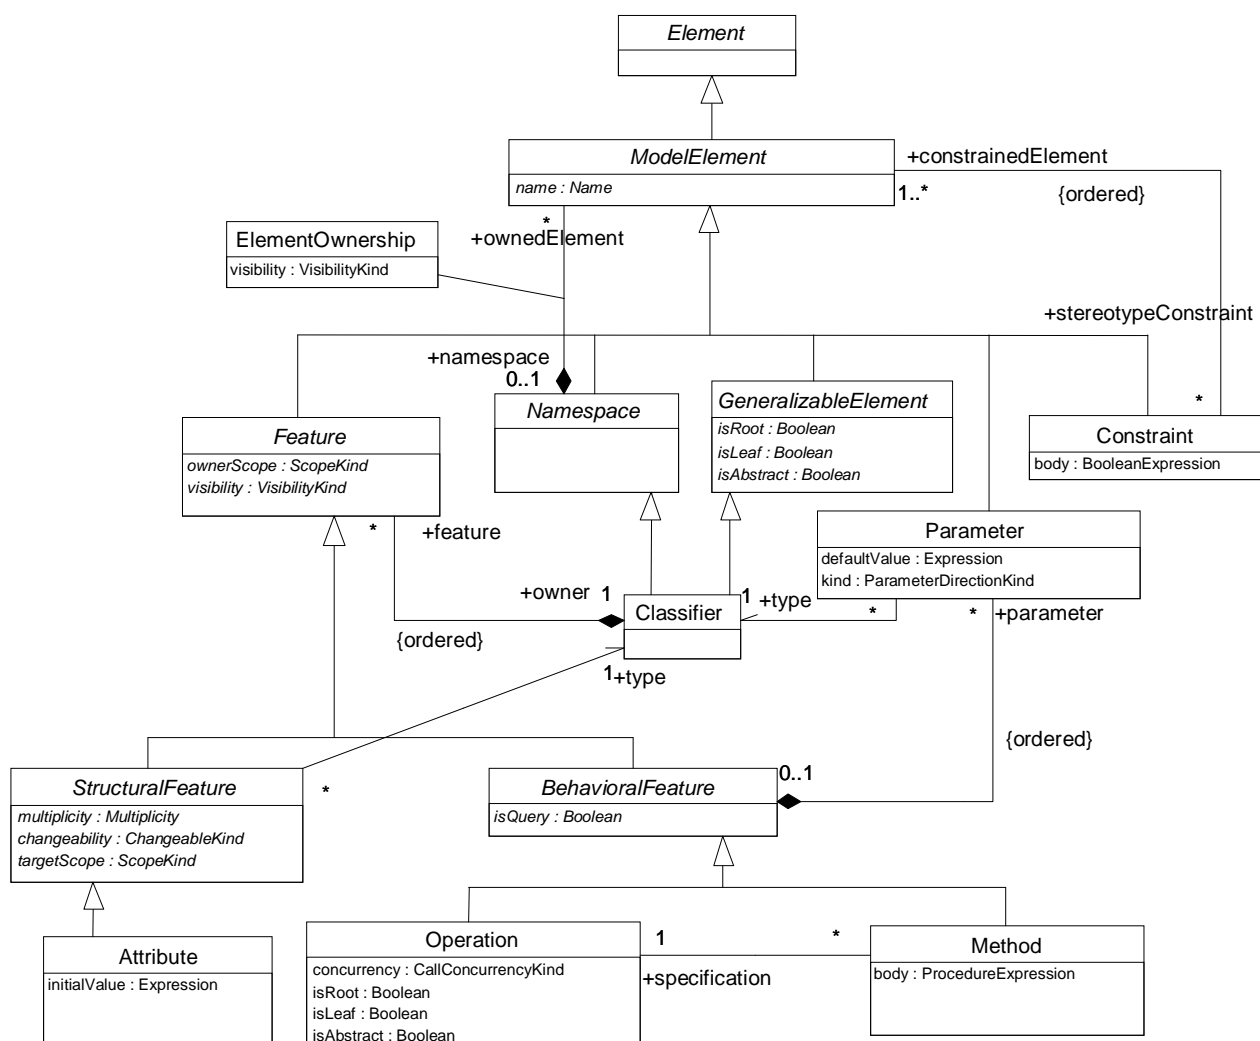 Element
ModelElement
name : Name
+constrainedElement
1..*
{ordered}
*
+ownedElement
ElementOwnership
visibility : VisibilityKind
+stereotypeConstraint
*
+namespace
0..1
Namespace
GeneralizableElement
isRoot : Boolean
isLeaf : Boolean
isAbstract : Boolean
Constraint
body : BooleanExpression
Feature
ownerScope : ScopeKind
visibility : VisibilityKind
*
+feature
{ordered}
+owner
1
Classifier
1
+type
*
Parameter
defaultValue : Expression
kind : ParameterDirectionKind
*
+parameter
{ordered}
1
+type
StructuralFeature
multiplicity : Multiplicity
changeability : ChangeableKind
targetScope : ScopeKind
*
BehavioralFeature
isQuery : Boolean
0..1
Attribute
initialValue : Expression
Operation
concurrency : CallConcurrencyKind
isRoot : Boolean
isLeaf : Boolean
isAbstract : Boolean
1
+specification
*
Method
body : ProcedureExpression